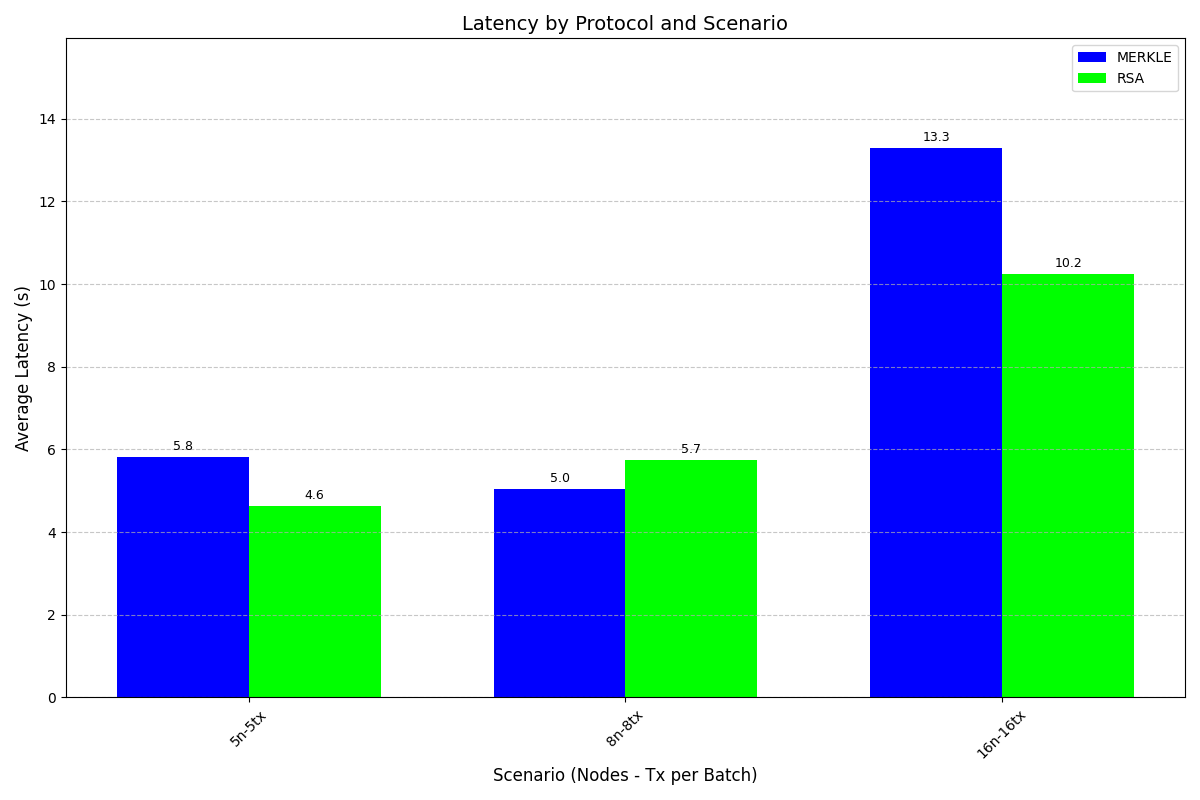 Latency by Protocol and Scenario
MERKLE
RSA
Average Latency (s)
14
12
10
8
6
4
2
0
5.8
4.6
5.0
5.7
13.3
10.2
5n-5tx
8n-8tx
16n-16tx
Scenario (Nodes - Tx per Batch)